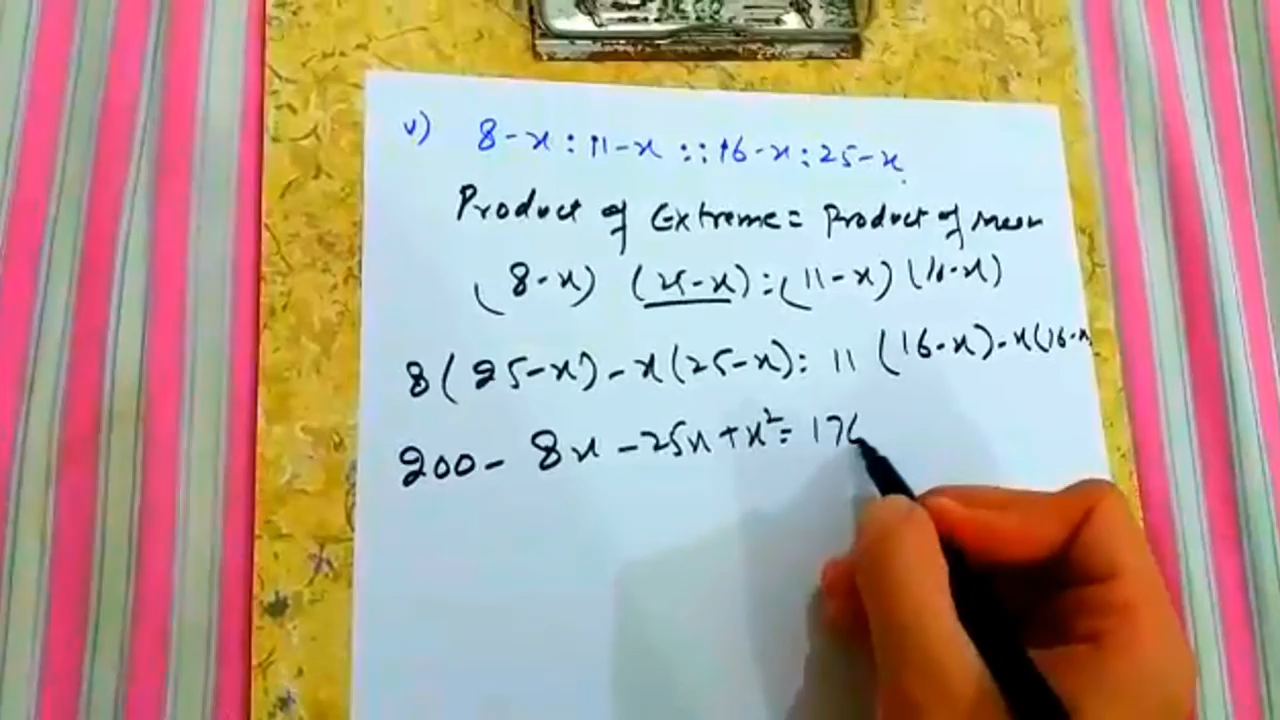 v) 8-x : 11-x :: 16-x : 25-x
Product of Extreme = Product of Mean
(8-x) (25-x) = (11-x) (16-x)
8(25-x) - x(25-x) = 11 (16-x) - x(16-x
200 - 8x - 25x + x² = 176